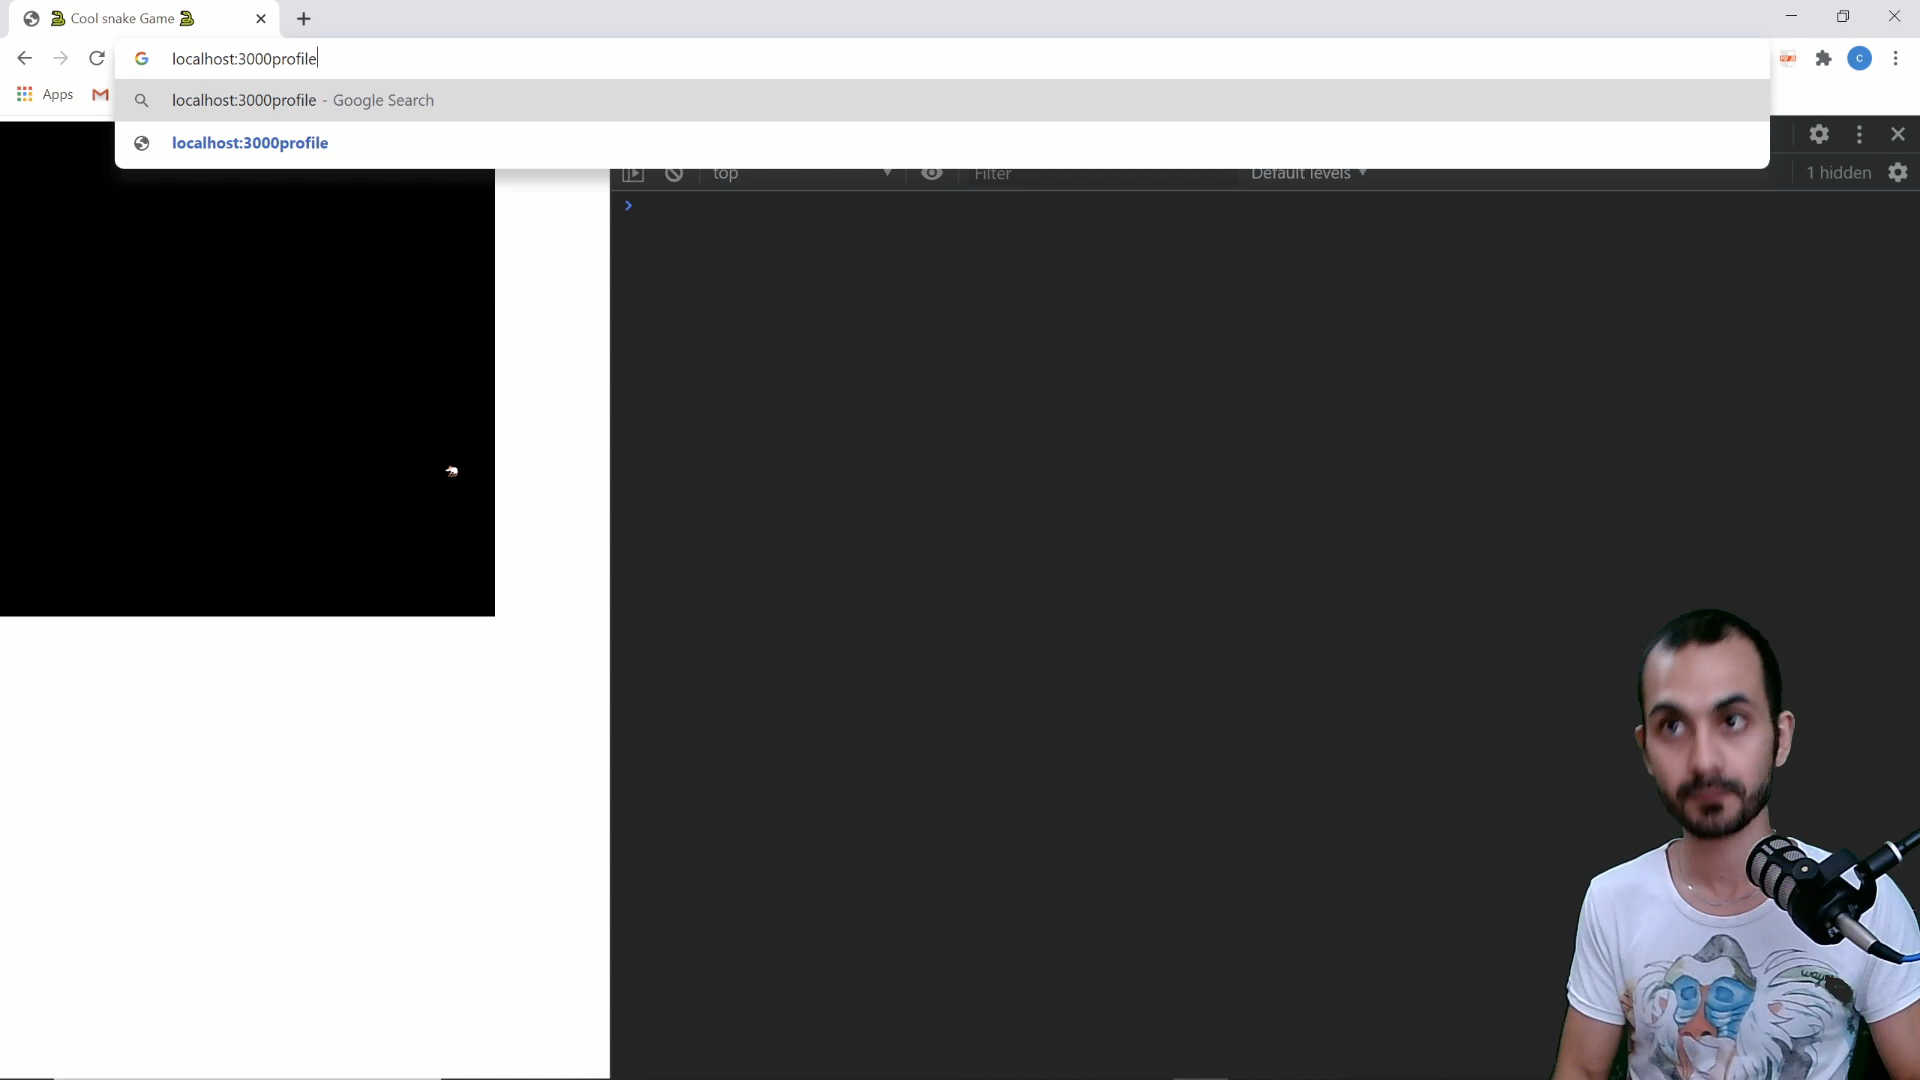 Cool snake Game
localhost:3000profile
C
Apps
localhost:3000profile - Google Search
localhost:3000profile
top
Filter
Default levels
1 hidden